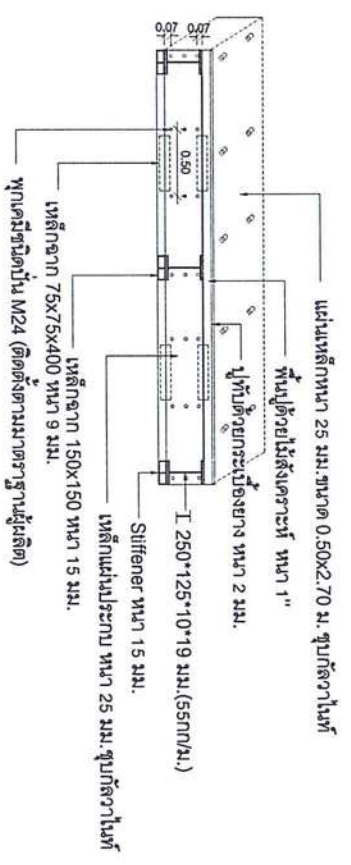 แผ่นเหล็กหนา 25 มม.ขนาด 0.50x2.70 ม. ชุบกัลวาไนท์
พื้นปูด้วยไม้สังเคราะห์ หนา 1"
ปูทับด้วยกระเบื้องยาง หนา 2 มม.
0.07 0.07
0.50
I 250*125*10*19 มม.(55กก/ม.)
Stiffener หนา 15 มม.
เหล็กแผ่นประกบ หนา 25 มม.ชุบกัลวาไนท์
เหล็กฉาก 150x150 หนา 15 มม.
เหล็กฉาก 75x75x400 หนา 9 มม.
พุกเคมีชนิดปั่น M24 (ติดตั้งตามมาตราฐานผู้ผลิต)